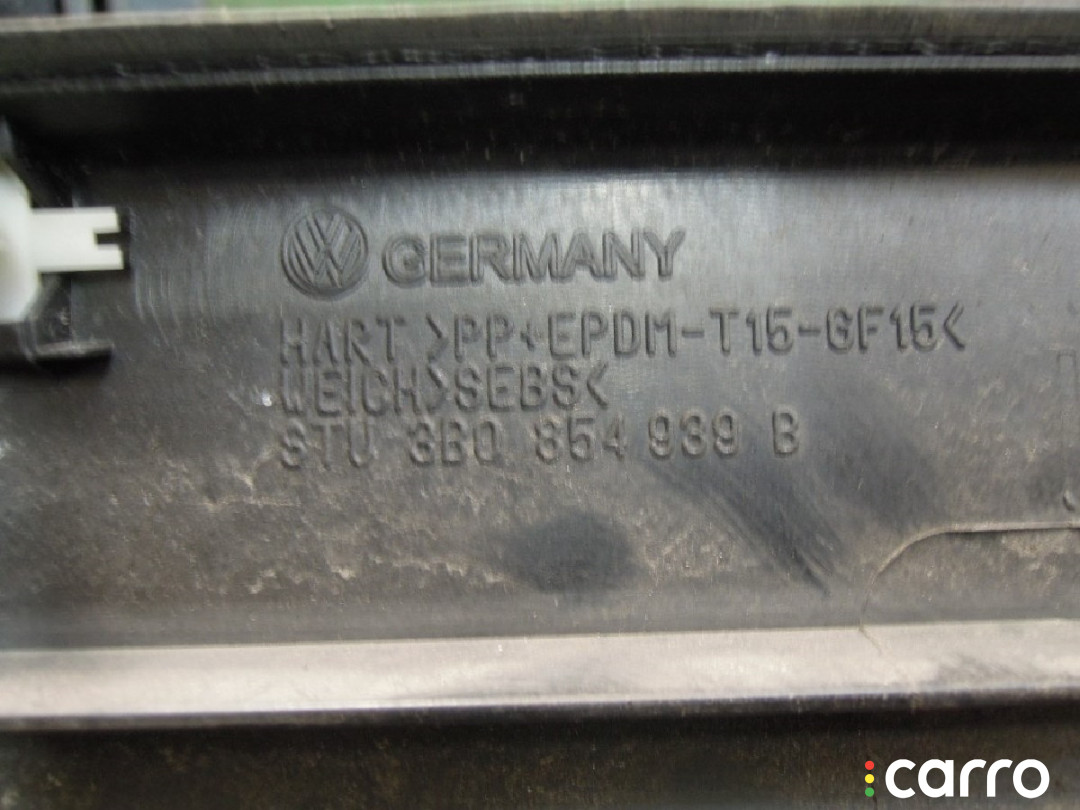 GERMANY
HART >PP+EPDM-T15-GF15<
WEICH>SEBS<
STU 3B0 854 939 B
carro